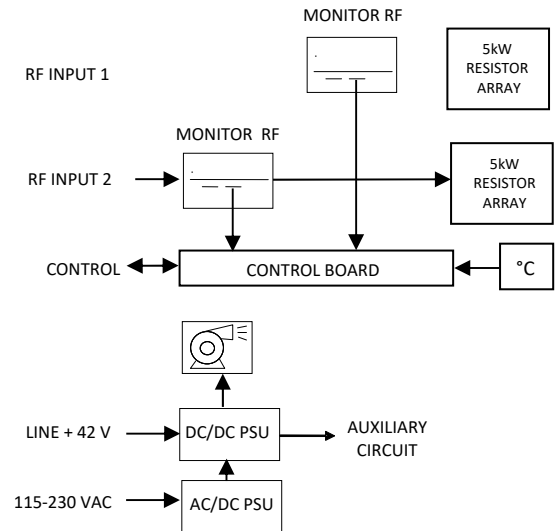 MONITOR RF
5kW
RESISTOR
ARRAY
RF INPUT 1
MONITOR RF
5kW
RESISTOR
ARRAY
RF INPUT 2
CONTROL
CONTROL BOARD
°C
LINE + 42 V
DC/DC PSU
AUXILIARY
CIRCUIT
115-230 VAC
AC/DC PSU